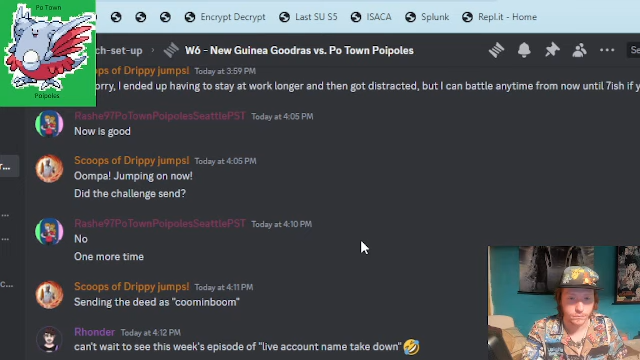 Po Town
Poipoles
Encrypt Decrypt
Last SU S5
ISACA
Splunk
Repl.it - Home
ch-set-up
W6 - New Guinea Goodras vs. Po Town Poipoles
oops of Drippy jumps! Today at 3:59 PM
orry, I ended up having to stay at work longer and then got distracted, but I can battle anytime from now until 7ish if y
Rashe97PoTownPoipolesSeattlePST Today at 4:05 PM
Now is good
Scoops of Drippy jumps! Today at 4:05 PM
Oompa! Jumping on now!
Did the challenge send?
Rashe97PoTownPoipolesSeattlePST Today at 4:10 PM
No
One more time
Scoops of Drippy jumps! Today at 4:11 PM
Sending the deed as "coominboom"
Rhonder Today at 4:12 PM
can't wait to see this week's episode of "live account name take down" 🤣